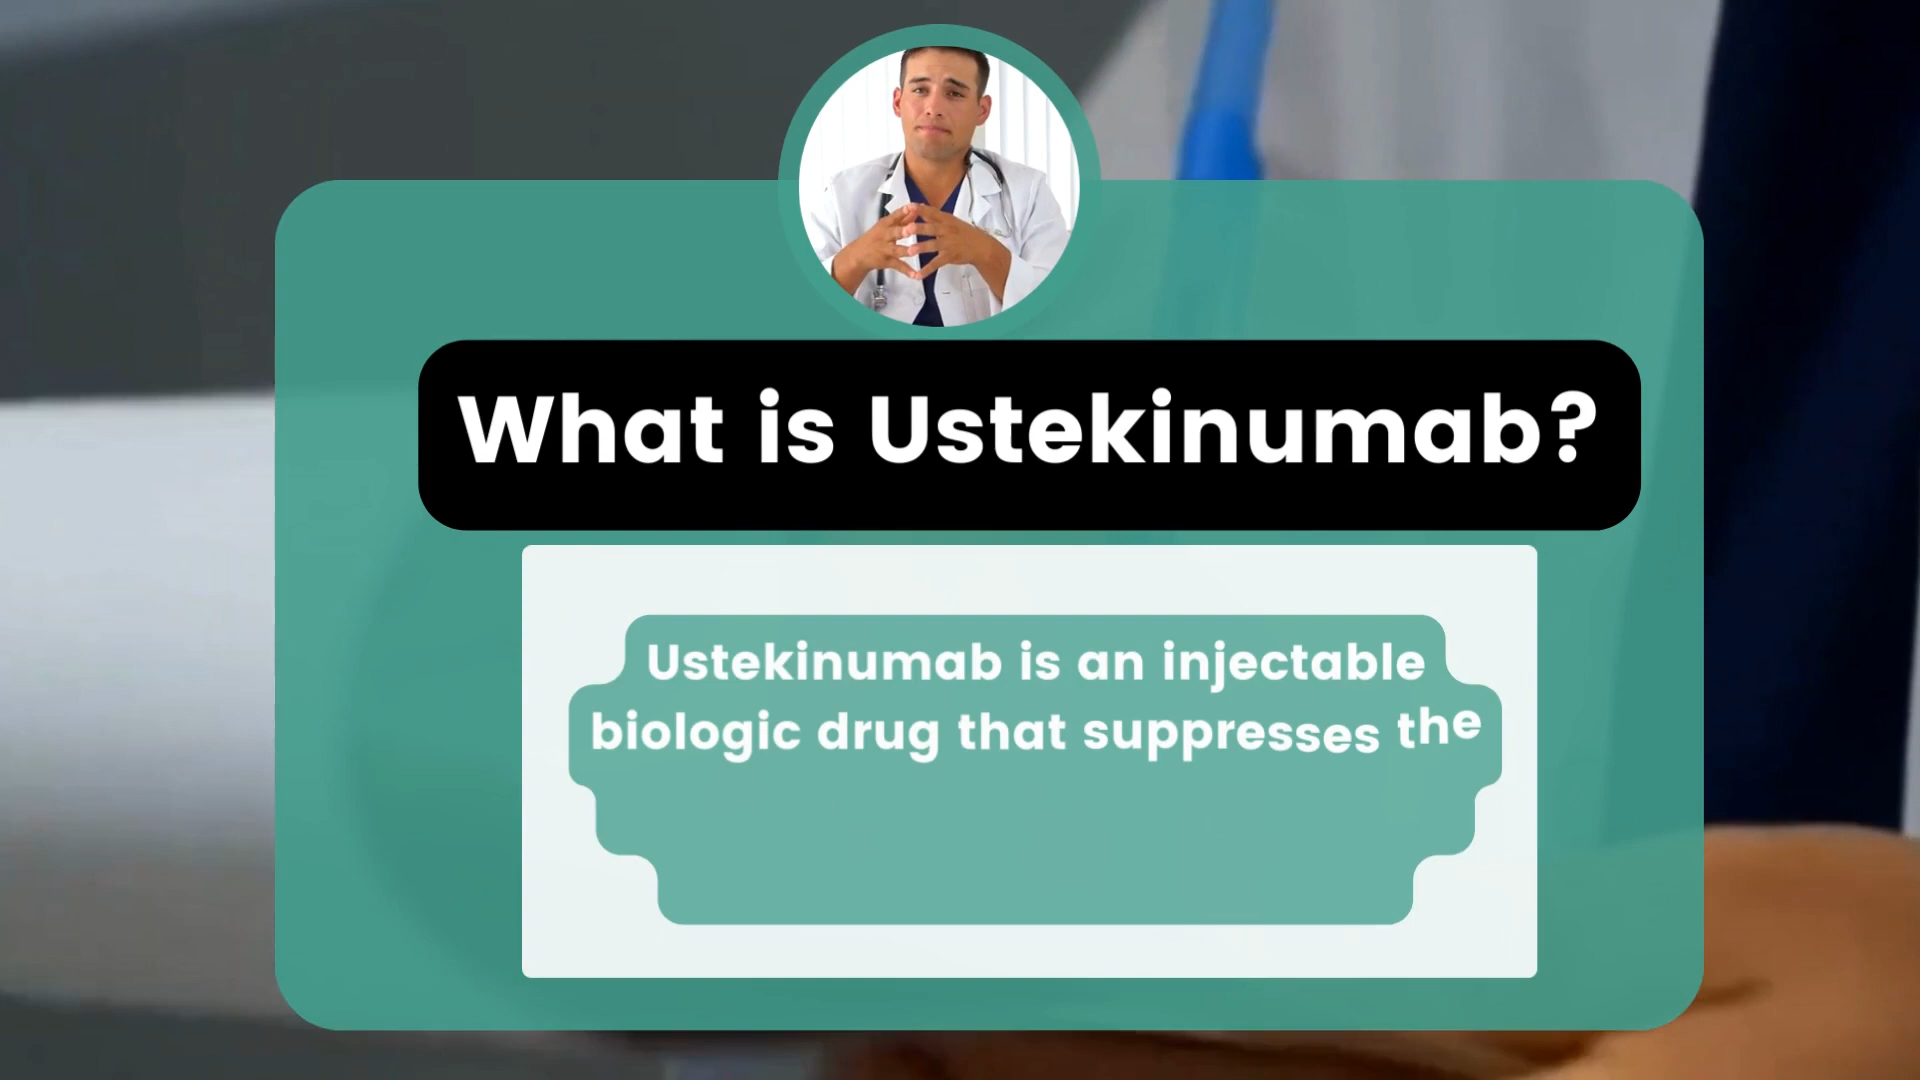 What is Ustekinumab?
Ustekinumab is an injectable
biologic drug that suppresses the